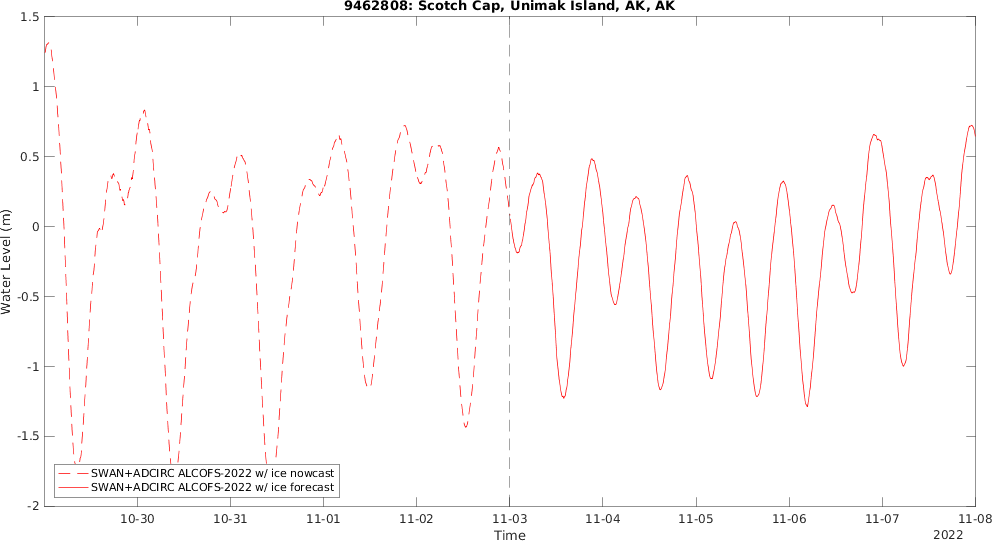 9462808: Scotch Cap, Unimak Island, AK, AK
1.5
1
0.5
0
-0.5
-1
-1.5
-2
Water Level (m)
SWAN+ADCIRC ALCOFS-2022 w/ ice nowcast
SWAN+ADCIRC ALCOFS-2022 w/ ice forecast
10-30 10-31 11-01 11-02 11-03 11-04 11-05 11-06 11-07 11-08
Time
2022